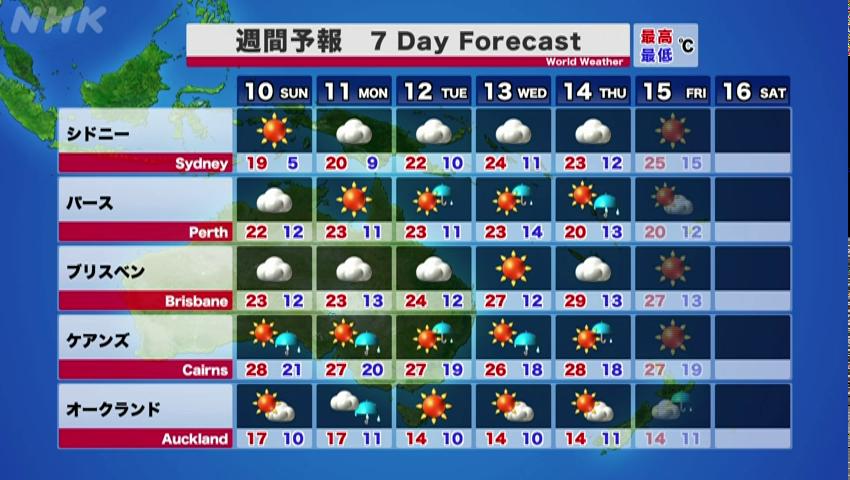 NHK
週間予報 7 Day Forecast
World Weather
最高
最低 ℃
10 SUN 11 MON 12 TUE 13 WED 14 THU 15 FRI 16 SAT
シドニー
Sydney 19 5 20 9 22 10 24 11 23 12 25 15
パース
Perth 22 12 23 11 23 11 23 14 20 13 20 12
ブリスベン
Brisbane 23 12 23 13 24 12 27 12 29 13 27 13
ケアンズ
Cairns 28 21 27 20 27 19 26 18 28 18 27 19
オークランド
Auckland 17 10 17 11 14 10 14 10 14 11 14 11